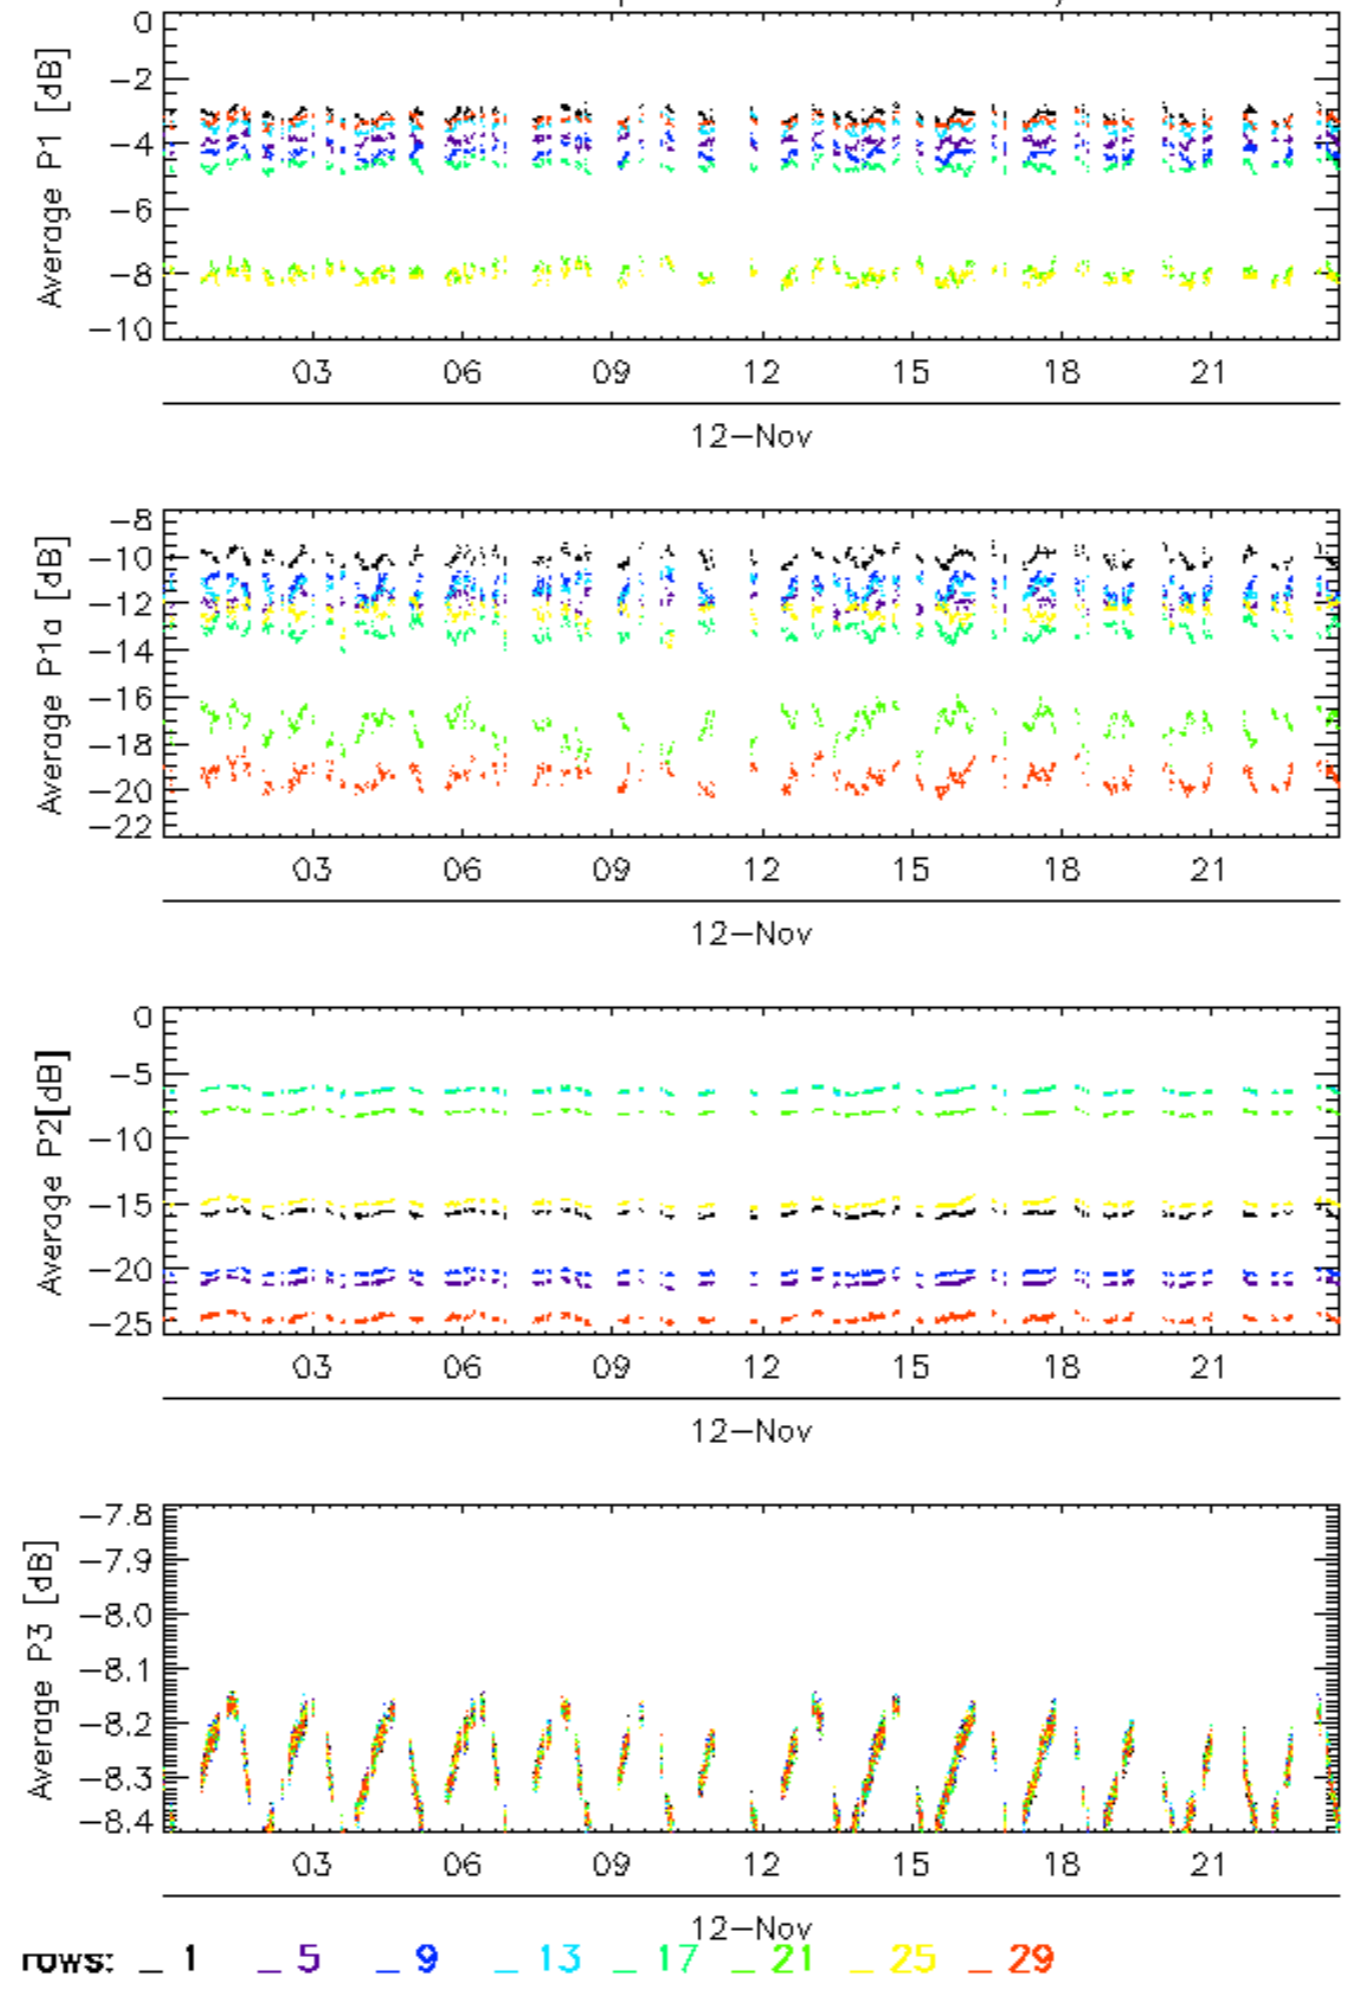 Average P1 [dB]
0
−2
−4
−6
−8
−10
03 06 09 12 15 18 21
12−Nov
Average P1a [dB]
−8
−10
−12
−14
−16
−18
−20
−22
03 06 09 12 15 18 21
12−Nov
Average P2[dB]
0
−5
−10
−15
−20
−25
03 06 09 12 15 18 21
12−Nov
Average P3 [dB]
−7.8
−7.9
−8.0
−8.1
−8.2
−8.3
−8.4
03 06 09 12 15 18 21
12−Nov
rows: _ 1 _ 5 _ 9 _ 13 _ 17 _ 21 _ 25 _ 29